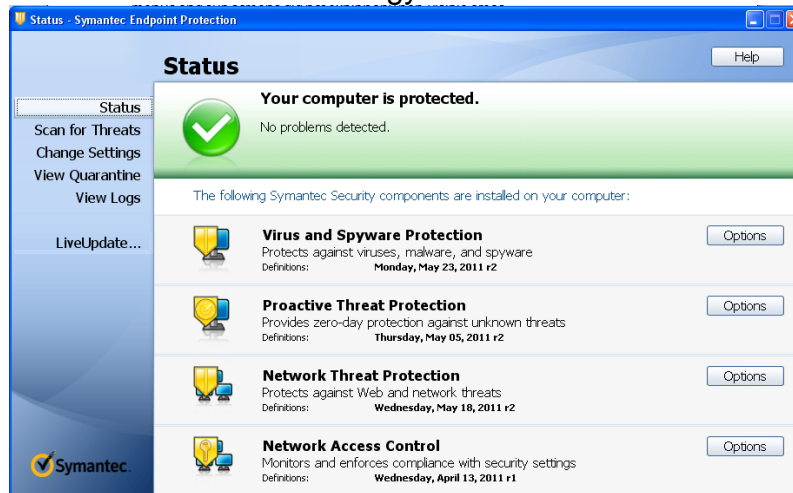 Status - Symantec Endpoint Protection
Status
Help
Status
Scan for Threats
Change Settings
View Quarantine
View Logs
LiveUpdate...
Your computer is protected.
No problems detected.
The following Symantec Security components are installed on your computer:
Virus and Spyware Protection
Protects against viruses, malware, and spyware
Definitions: Monday, May 23, 2011 r2
Options
Proactive Threat Protection
Provides zero-day protection against unknown threats
Definitions: Thursday, May 05, 2011 r2
Options
Network Threat Protection
Protects against Web and network threats
Definitions: Wednesday, May 18, 2011 r2
Options
Network Access Control
Monitors and enforces compliance with security settings
Definitions: Wednesday, April 13, 2011 r1
Options
Symantec.